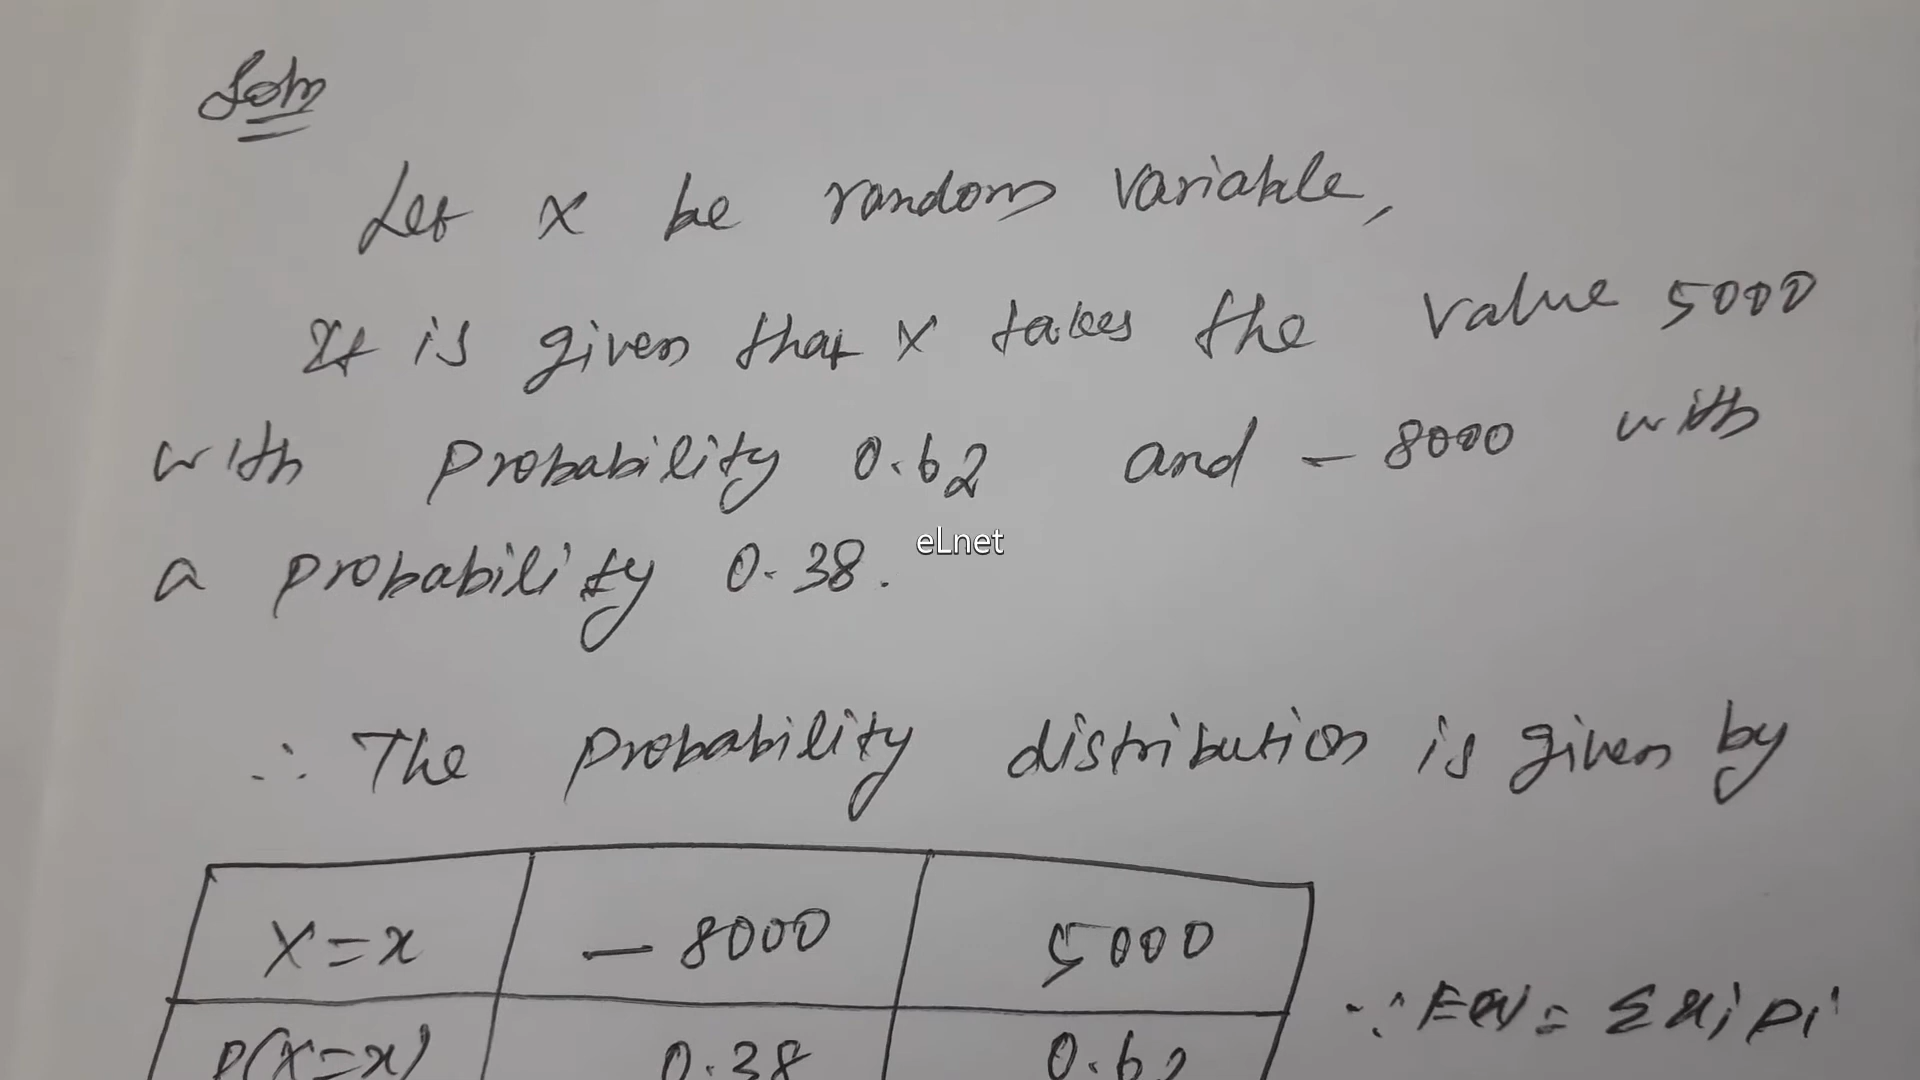 Soln
Let x be random variable,
It is given that x takes the value 5000
with probability 0.62 and - 8000 with
a probability 0.38.
eLnet
∴ The probability distribution is given by
X=x - 8000 5000
∵ E(X) = Σxipi
P(X=x) 0.38 0.62